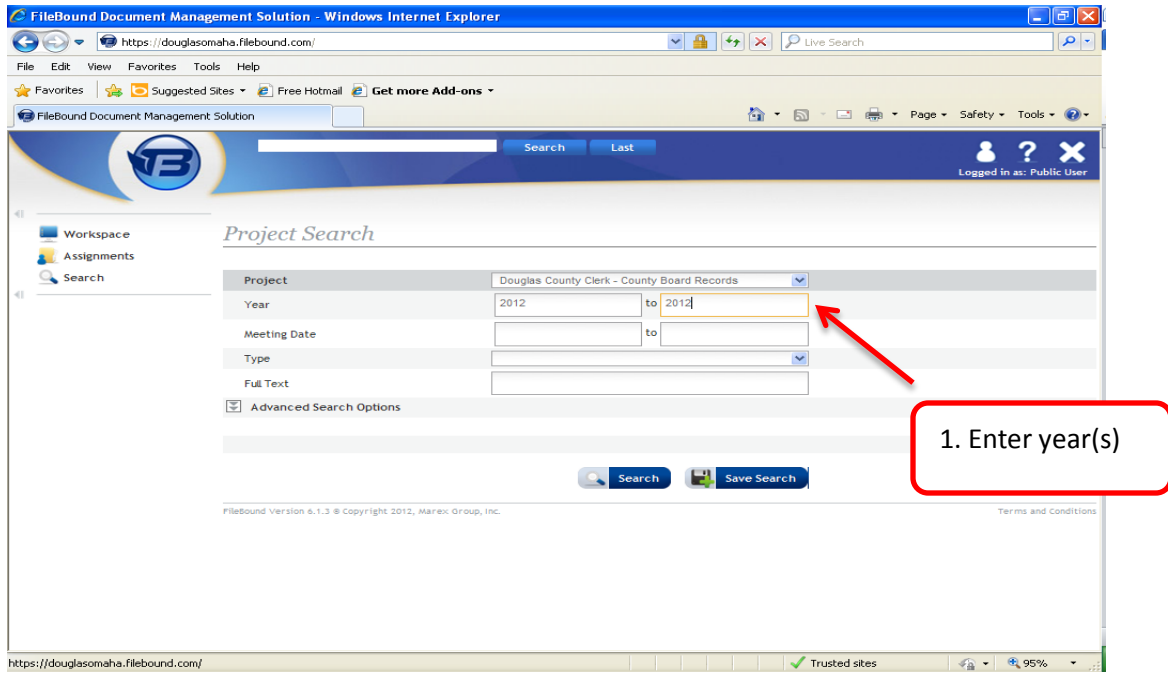 FileBound Document Management Solution - Windows Internet Explorer
https://douglasomaha.filebound.com/
Live Search
File Edit View Favorites Tools Help
Favorites Suggested Sites Free Hotmail Get more Add-ons
FileBound Document Management Solution
Page Safety Tools
Search Last
Logged in as: Public User
Workspace
Assignments
Search
Project Search
Project Douglas County Clerk - County Board Records
Year 2012 to 2012
Meeting Date to
Type
Full Text
Advanced Search Options
1. Enter year(s)
Search Save Search
FileBound Version 6.1.3 © Copyright 2012, Marex Group, Inc. Terms and Conditions
https://douglasomaha.filebound.com/ Trusted sites 95%